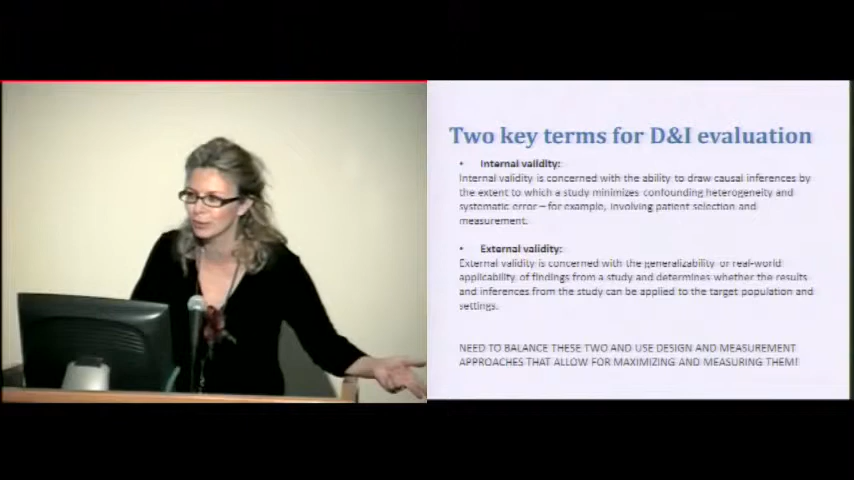 Two key terms for D&I evaluation
• Internal validity:
Internal validity is concerned with the ability to draw causal inferences by
the extent to which a study minimizes confounding heterogeneity and
systematic error – for example, involving patient selection and
measurement.
• External validity:
External validity is concerned with the generalizability or real-world
applicability of findings from a study and determines whether the results
and inferences from the study can be applied to the target population and
settings.
NEED TO BALANCE THESE TWO AND USE DESIGN AND MEASUREMENT
APPROACHES THAT ALLOW FOR MAXIMIZING AND MEASURING THEM!